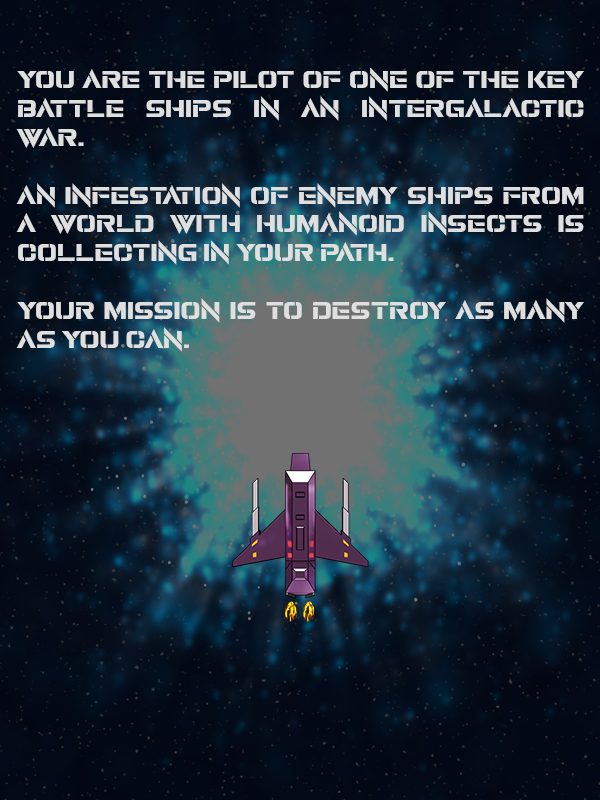 YOU ARE THE PILOT OF ONE OF THE KEY
BATTLE SHIPS IN AN INTERGALACTIC
WAR.
AN INFESTATION OF ENEMY SHIPS FROM
A WORLD WITH HUMANOID INSECTS IS
COLLECTING IN YOUR PATH.
YOUR MISSION IS TO DESTROY AS MANY
AS YOU CAN.